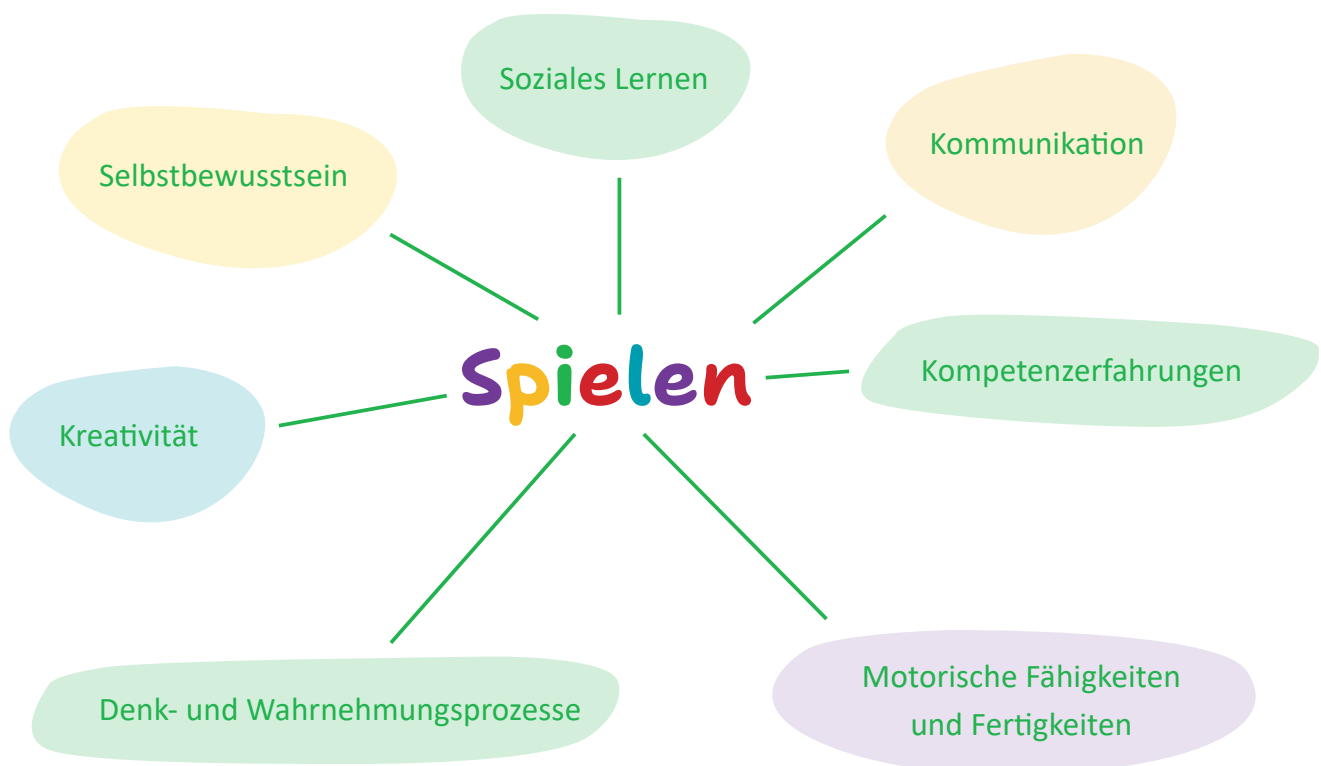 Soziales Lernen
Kommunikation
Selbstbewusstsein
Spielen
Kompetenzerfahrungen
Kreativität
Denk- und Wahrnehmungsprozesse
Motorische Fähigkeiten
und Fertigkeiten